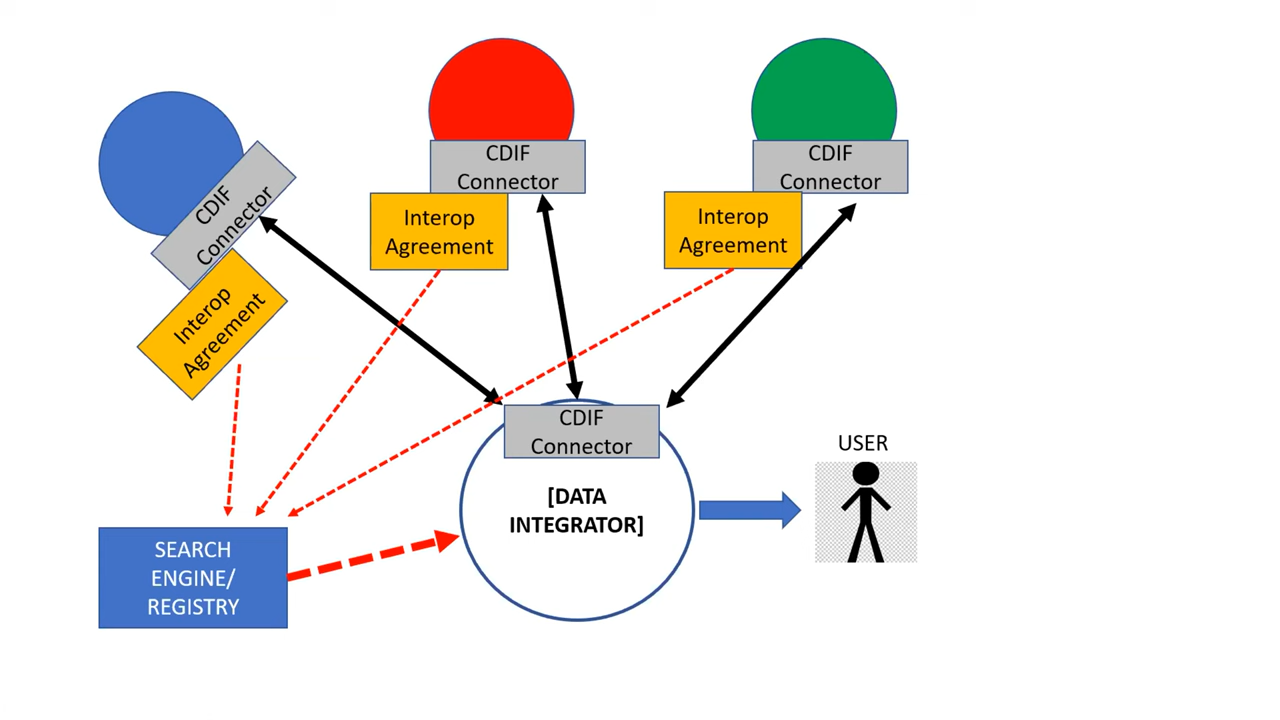 CDIF
Connector
Interop
Agreement
CDIF
Connector
Interop
Agreement
CDIF
Connector
Interop
Agreement
CDIF
Connector
[DATA
INTEGRATOR]
USER
SEARCH
ENGINE/
REGISTRY